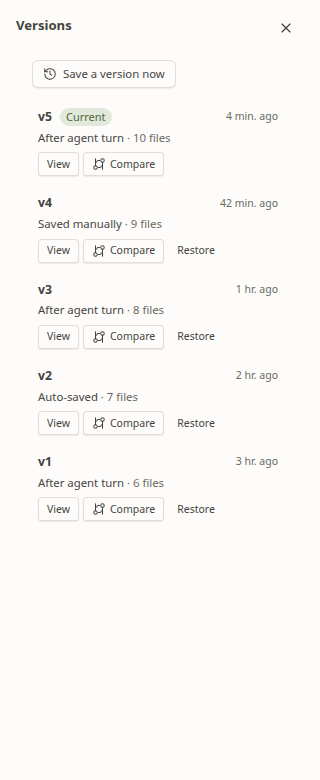 Versions
Save a version now
v5 Current 4 min. ago
After agent turn · 10 files
View Compare
v4 42 min. ago
Saved manually · 9 files
View Compare Restore
v3 1 hr. ago
After agent turn · 8 files
View Compare Restore
v2 2 hr. ago
Auto-saved · 7 files
View Compare Restore
v1 3 hr. ago
After agent turn · 6 files
View Compare Restore